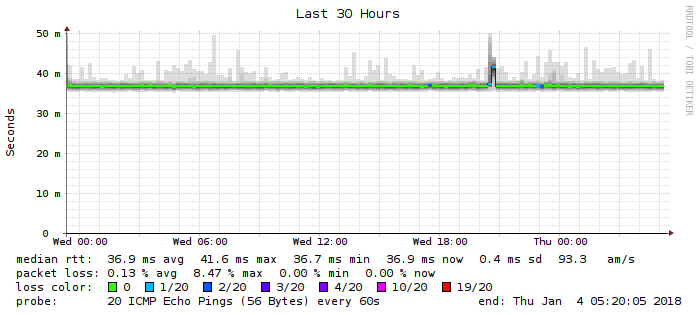 Last 30 Hours
RRDTOOL / TOBI OETIKER
Seconds
50 m
40 m
30 m
20 m
10 m
0
Wed 00:00 Wed 06:00 Wed 12:00 Wed 18:00 Thu 00:00
median rtt: 36.9 ms avg 41.6 ms max 36.7 ms min 36.9 ms now 0.4 ms sd 93.3 am/s
packet loss: 0.13 % avg 8.47 % max 0.00 % min 0.00 % now
loss color: 0 1/20 2/20 3/20 4/20 10/20 19/20
probe: 20 ICMP Echo Pings (56 Bytes) every 60s end: Thu Jan 4 05:20:05 2018